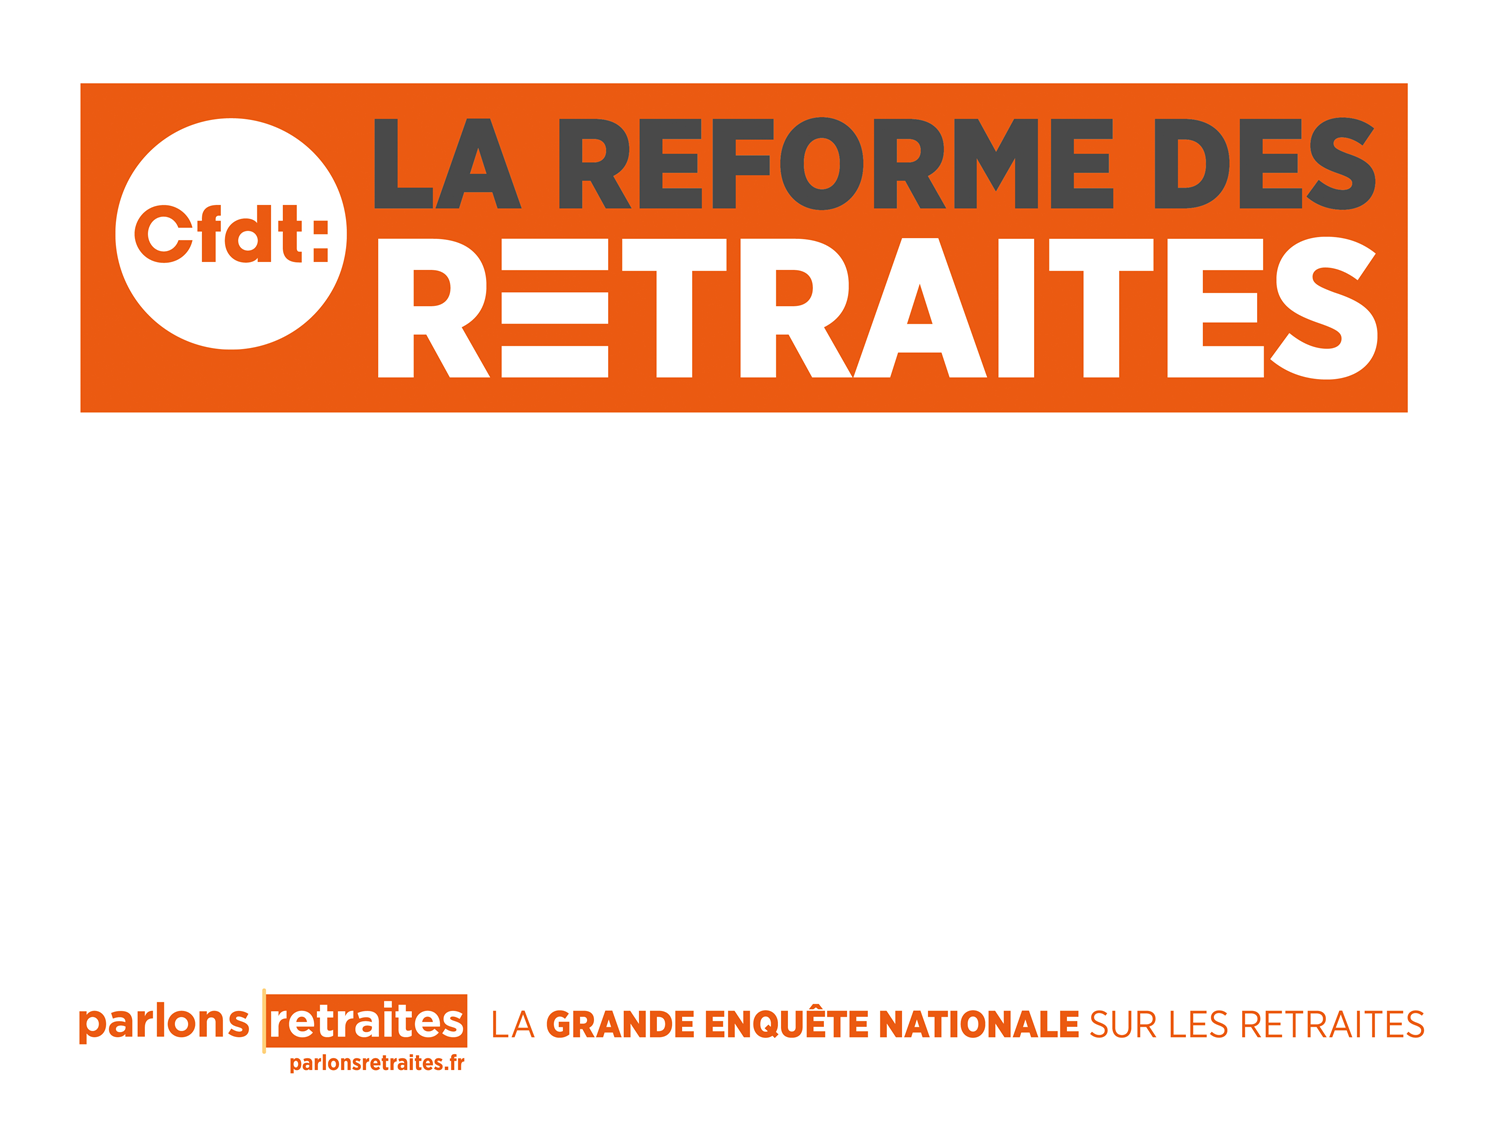 Cfdt:
LA REFORME DES
RETRAITES
parlons retraites
parlonsretraites.fr
LA GRANDE ENQUÊTE NATIONALE SUR LES RETRAITES